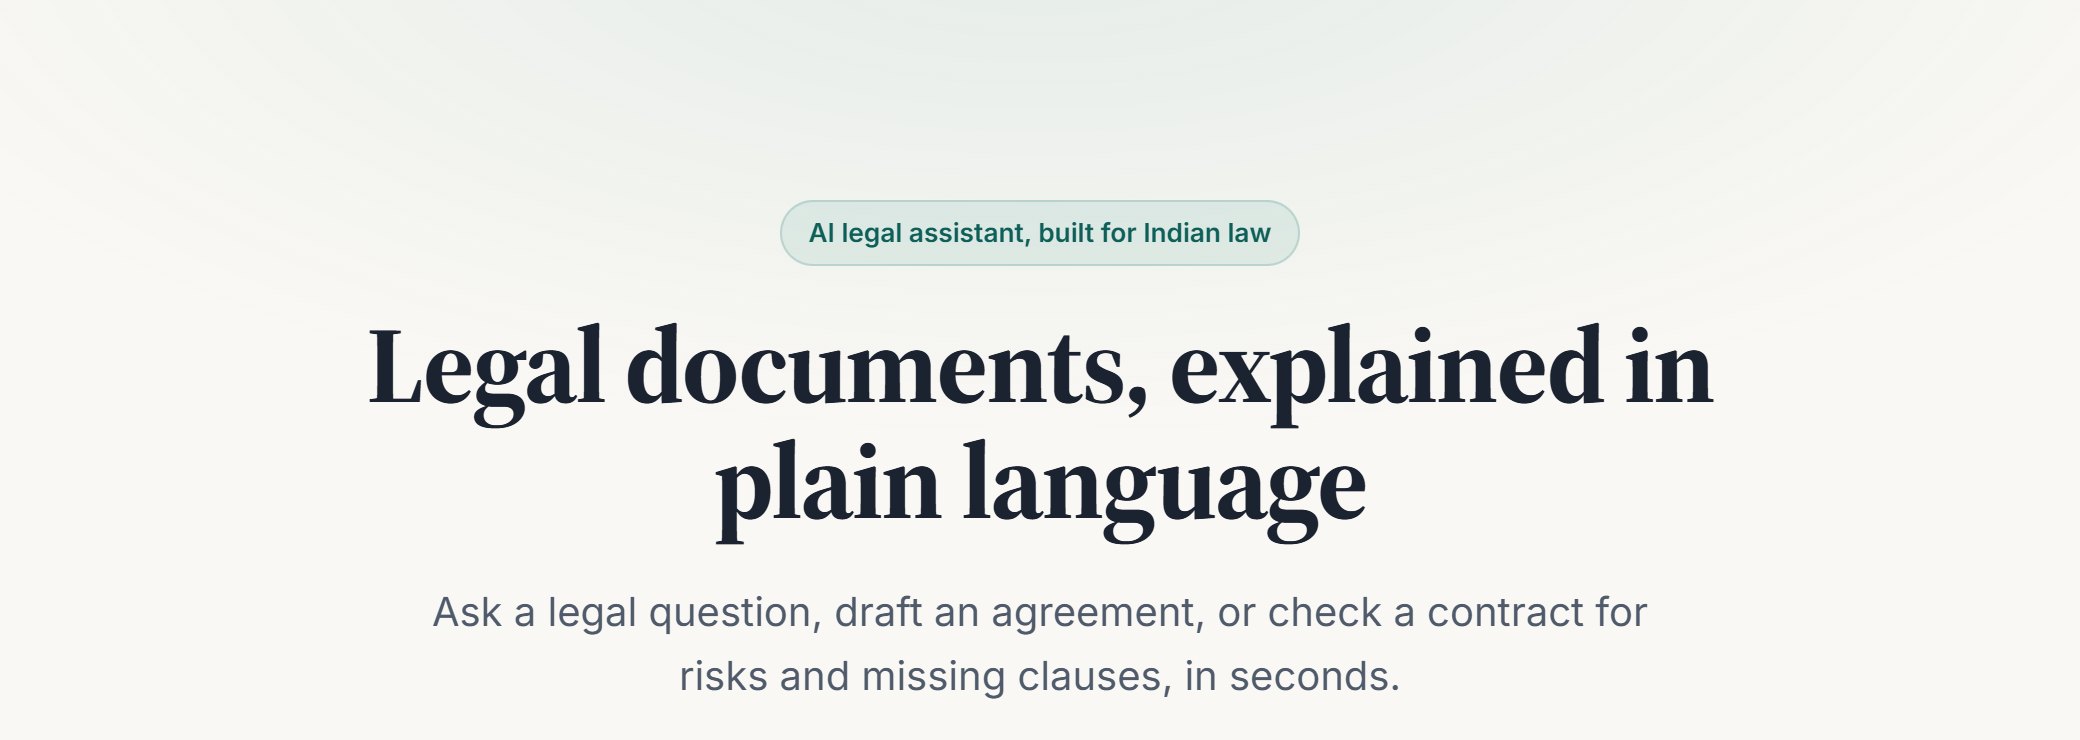 AI legal assistant, built for Indian law
Legal documents, explained in
plain language
Ask a legal question, draft an agreement, or check a contract for
risks and missing clauses, in seconds.